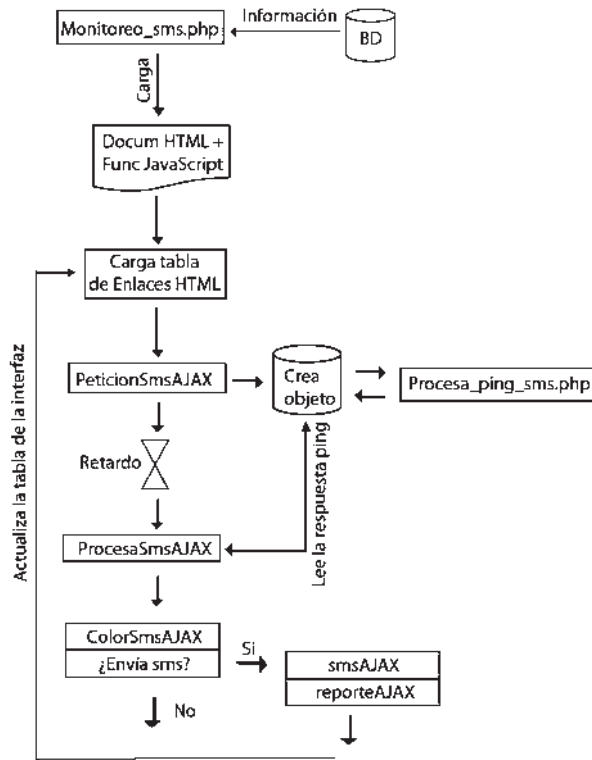 Monitoreo_sms.php
Información
BD
Carga
Docum HTML +
Func JavaScript
Carga tabla
de Enlaces HTML
Actualiza la tabla de la interfaz
PeticionSmsAJAX
Crea
objeto
Procesa_ping_sms.php
Retardo
Lee la respuesta ping
ProcesaSmsAJAX
ColorSmsAJAX
¿Envía sms?
Si
smsAJAX
reporteAJAX
No